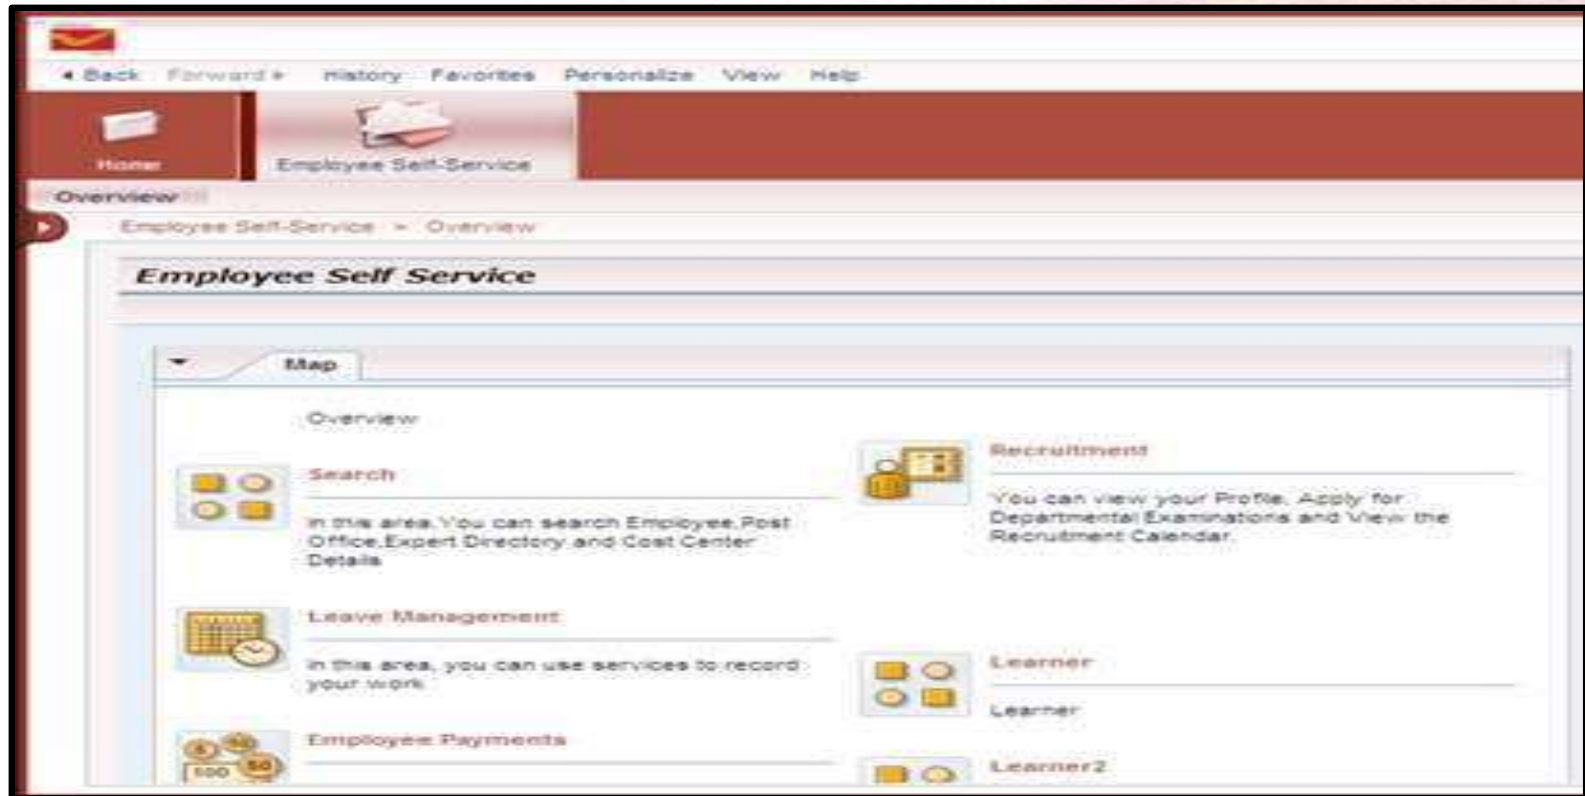 Back Forward History Favorites Personalize View Help
Home
Employee Self-Service
Overview
Employee Self-Service > Overview
Employee Self Service
Map
Overview
Search
In this area,You can search Employee,Post
Office,Expert Directory and Cost Center
Details
Leave Management
In this area, you can use services to record
your work
Employee Payments
100 50
Recruitment
You can view your Profile, Apply for
Departmental Examinations and View the
Recruitment Calendar.
Learner
Learner
Learner2